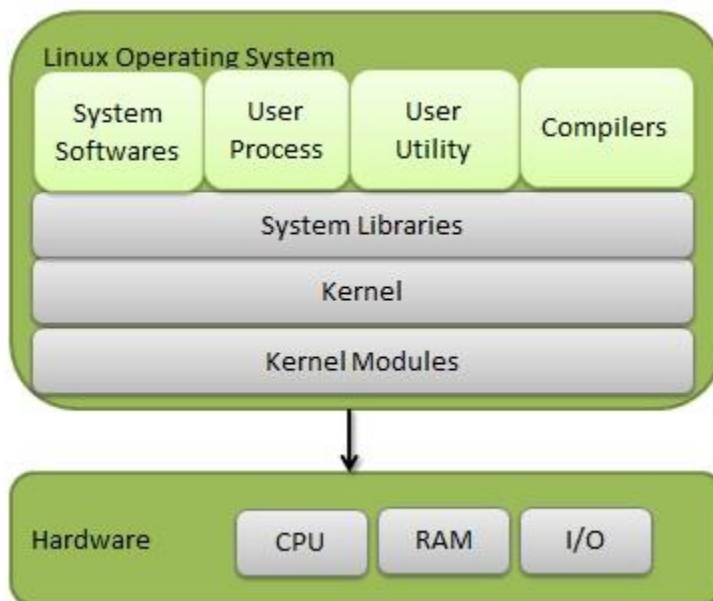 Linux Operating System
System
Softwares
User
Process
User
Utility
Compilers
System Libraries
Kernel
Kernel Modules
Hardware
CPU
RAM
I/O